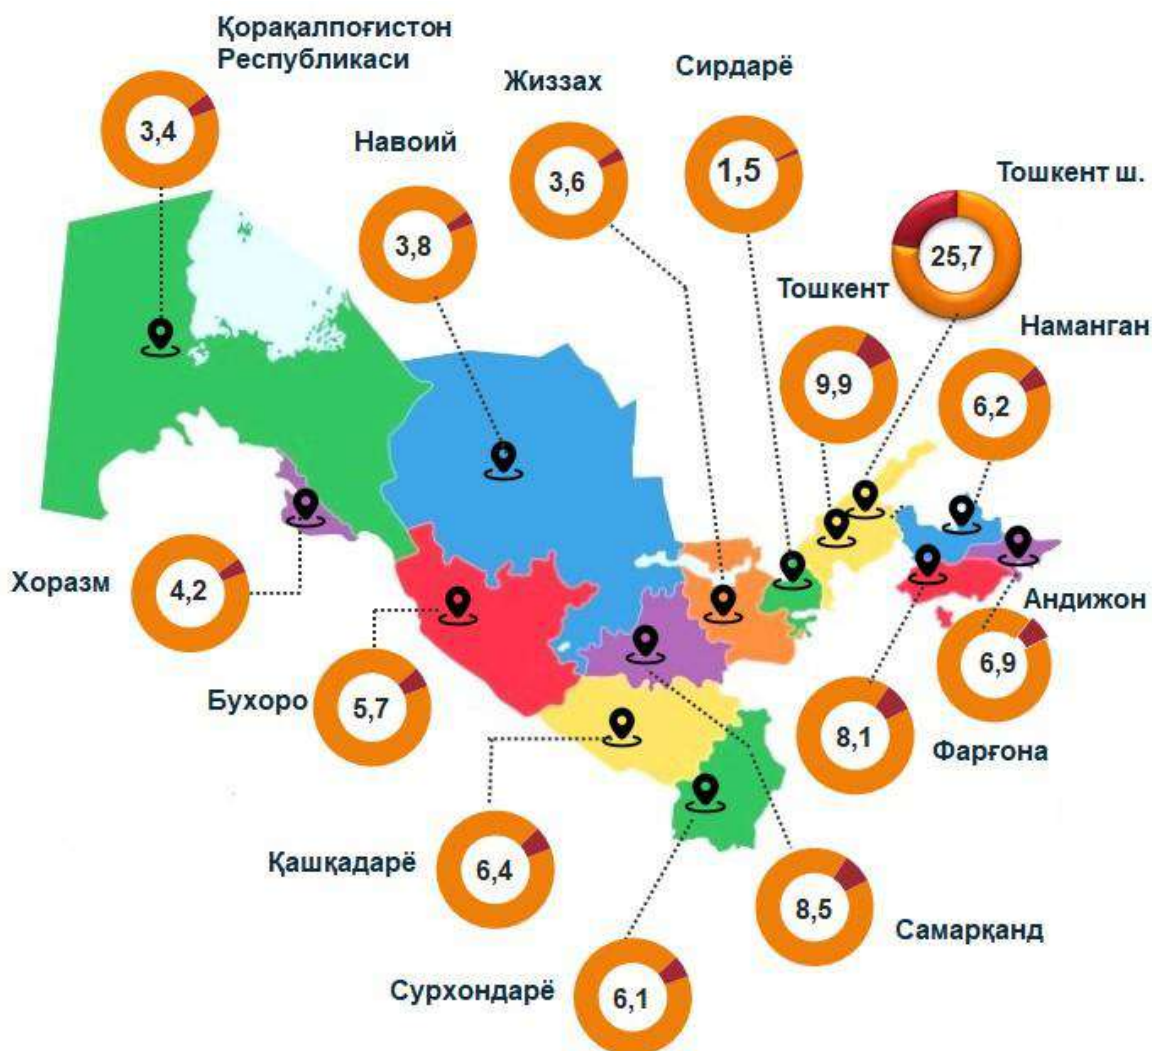 Қорақалпоғистон
Республикаси
3,4
Навоий
3,8
Жиззах
3,6
Сирдарё
1,5
Тошкент ш.
25,7
Тошкент
9,9
Наманган
6,2
Хоразм
4,2
Бухоро
5,7
Андижон
6,9
Фарғона
8,1
Қашқадарё
6,4
Самарқанд
8,5
Сурхондарё
6,1